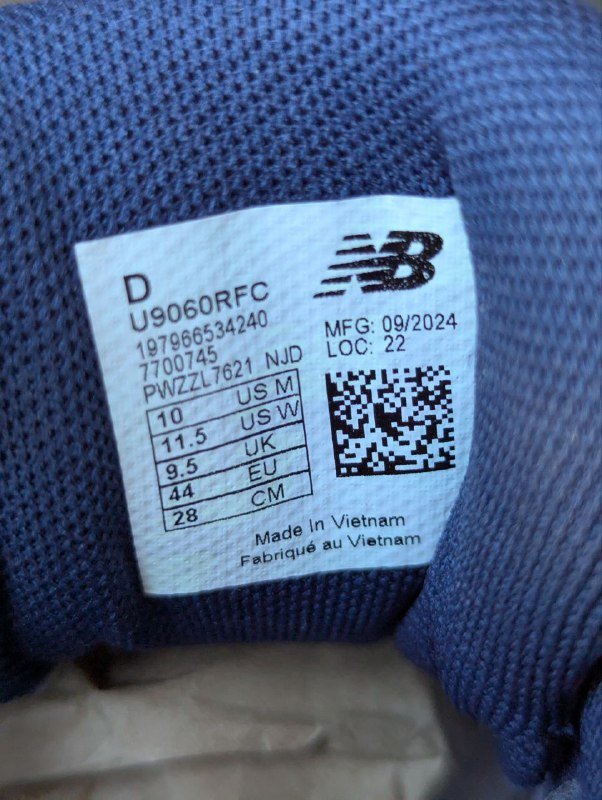 D
U9060RFC
197966534240
7700745
PWZZL7621 NJD
10 US M
11.5 US W
9.5 UK
44 EU
28 CM
NB
MFG: 09/2024
LOC: 22
Made In Vietnam
Fabriqué au Vietnam